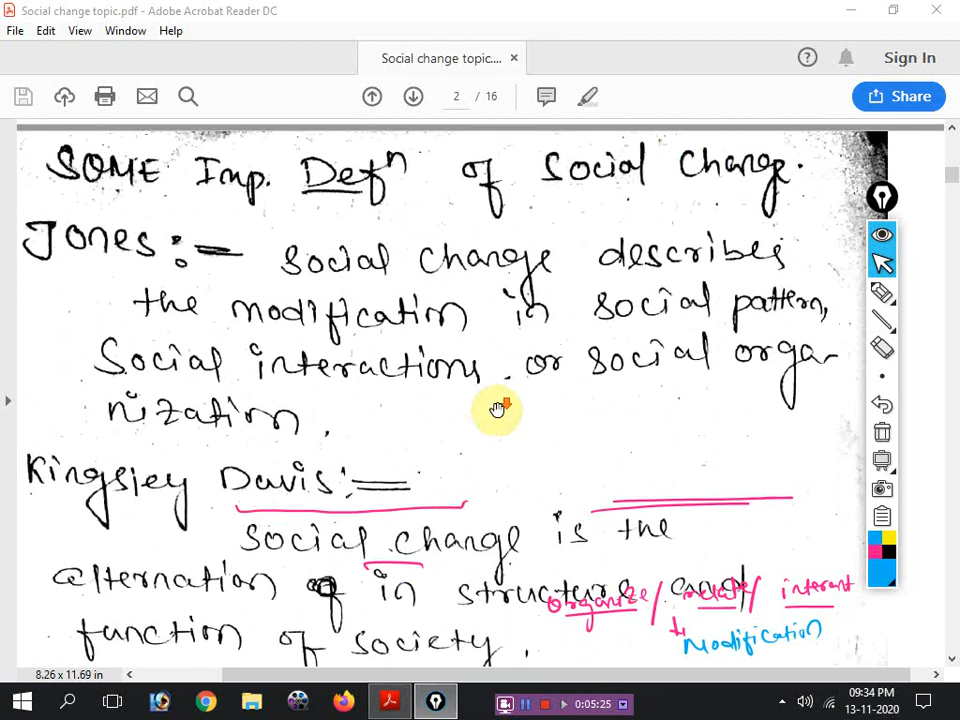 Social change topic.pdf - Adobe Acrobat Reader DC
File Edit View Window Help
Social change topic....
Sign In
2 / 16
Share
SOME Imp. Defn of Social Change.
Jones:= Social change describes
the modification in social pattern,
Social interactions, or social orga-
nization.
Kingsley Davis:=
Social change is the
alternation in structure and
organize / relate / interant
function of society.
Modification
8.26 x 11.69 in
0:05:25
09:34 PM
13-11-2020